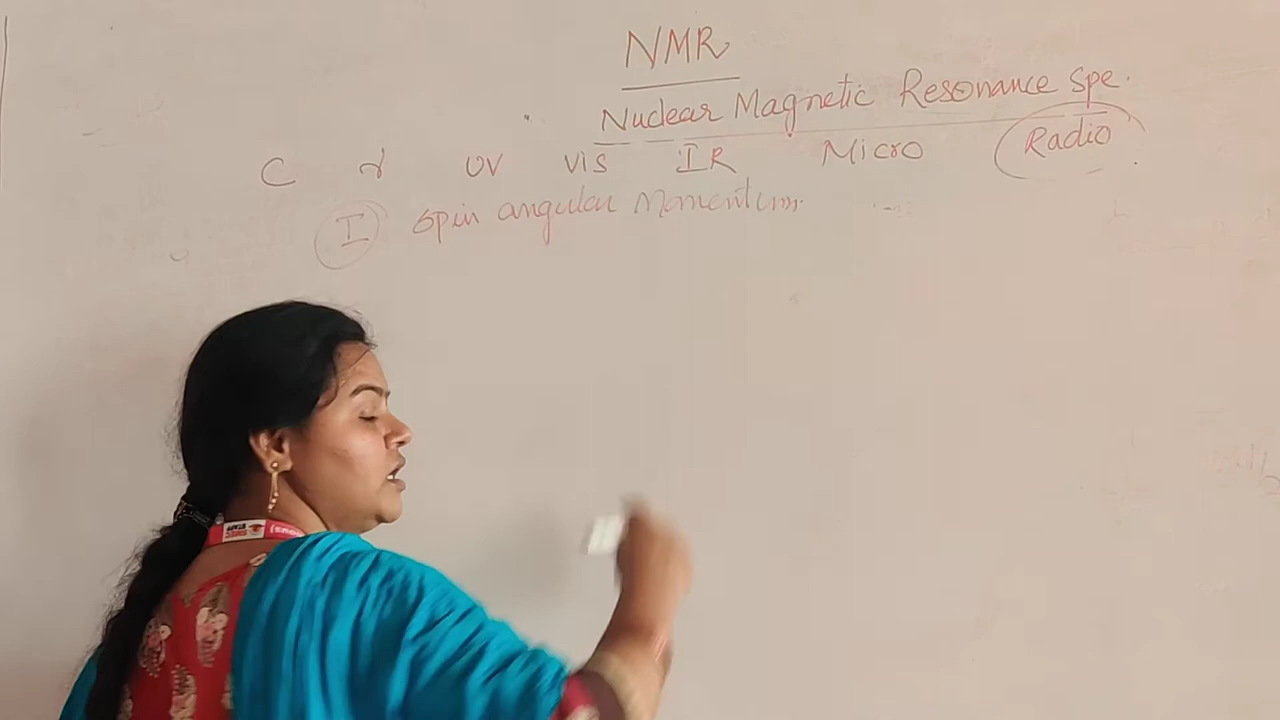 NMR
Nuclear Magnetic Resonance Spe.
C r UV Vis IR Micro Radio
I spin angular Momentum